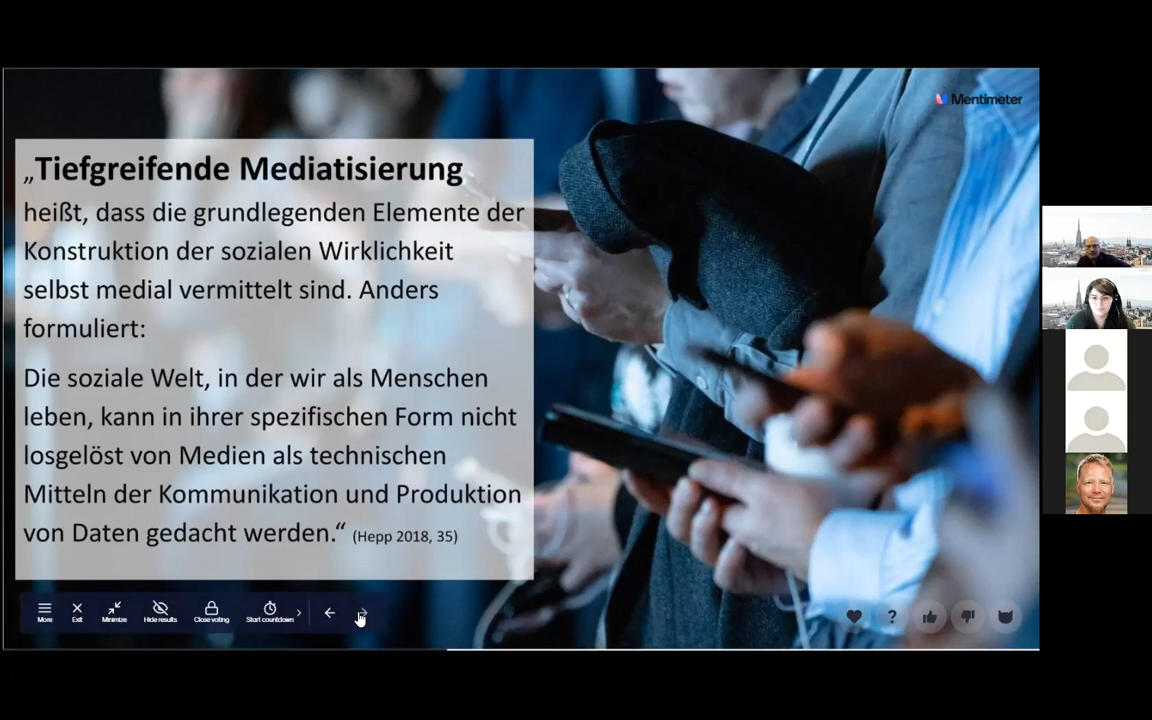 Mentimeter
„Tiefgreifende Mediatisierung
heißt, dass die grundlegenden Elemente der
Konstruktion der sozialen Wirklichkeit
selbst medial vermittelt sind. Anders
formuliert:
Die soziale Welt, in der wir als Menschen
leben, kann in ihrer spezifischen Form nicht
losgelöst von Medien als technischen
Mitteln der Kommunikation und Produktion
von Daten gedacht werden.“ (Hepp 2018, 35)
More Exit Minimize Hide results Close voting Start countdown
?